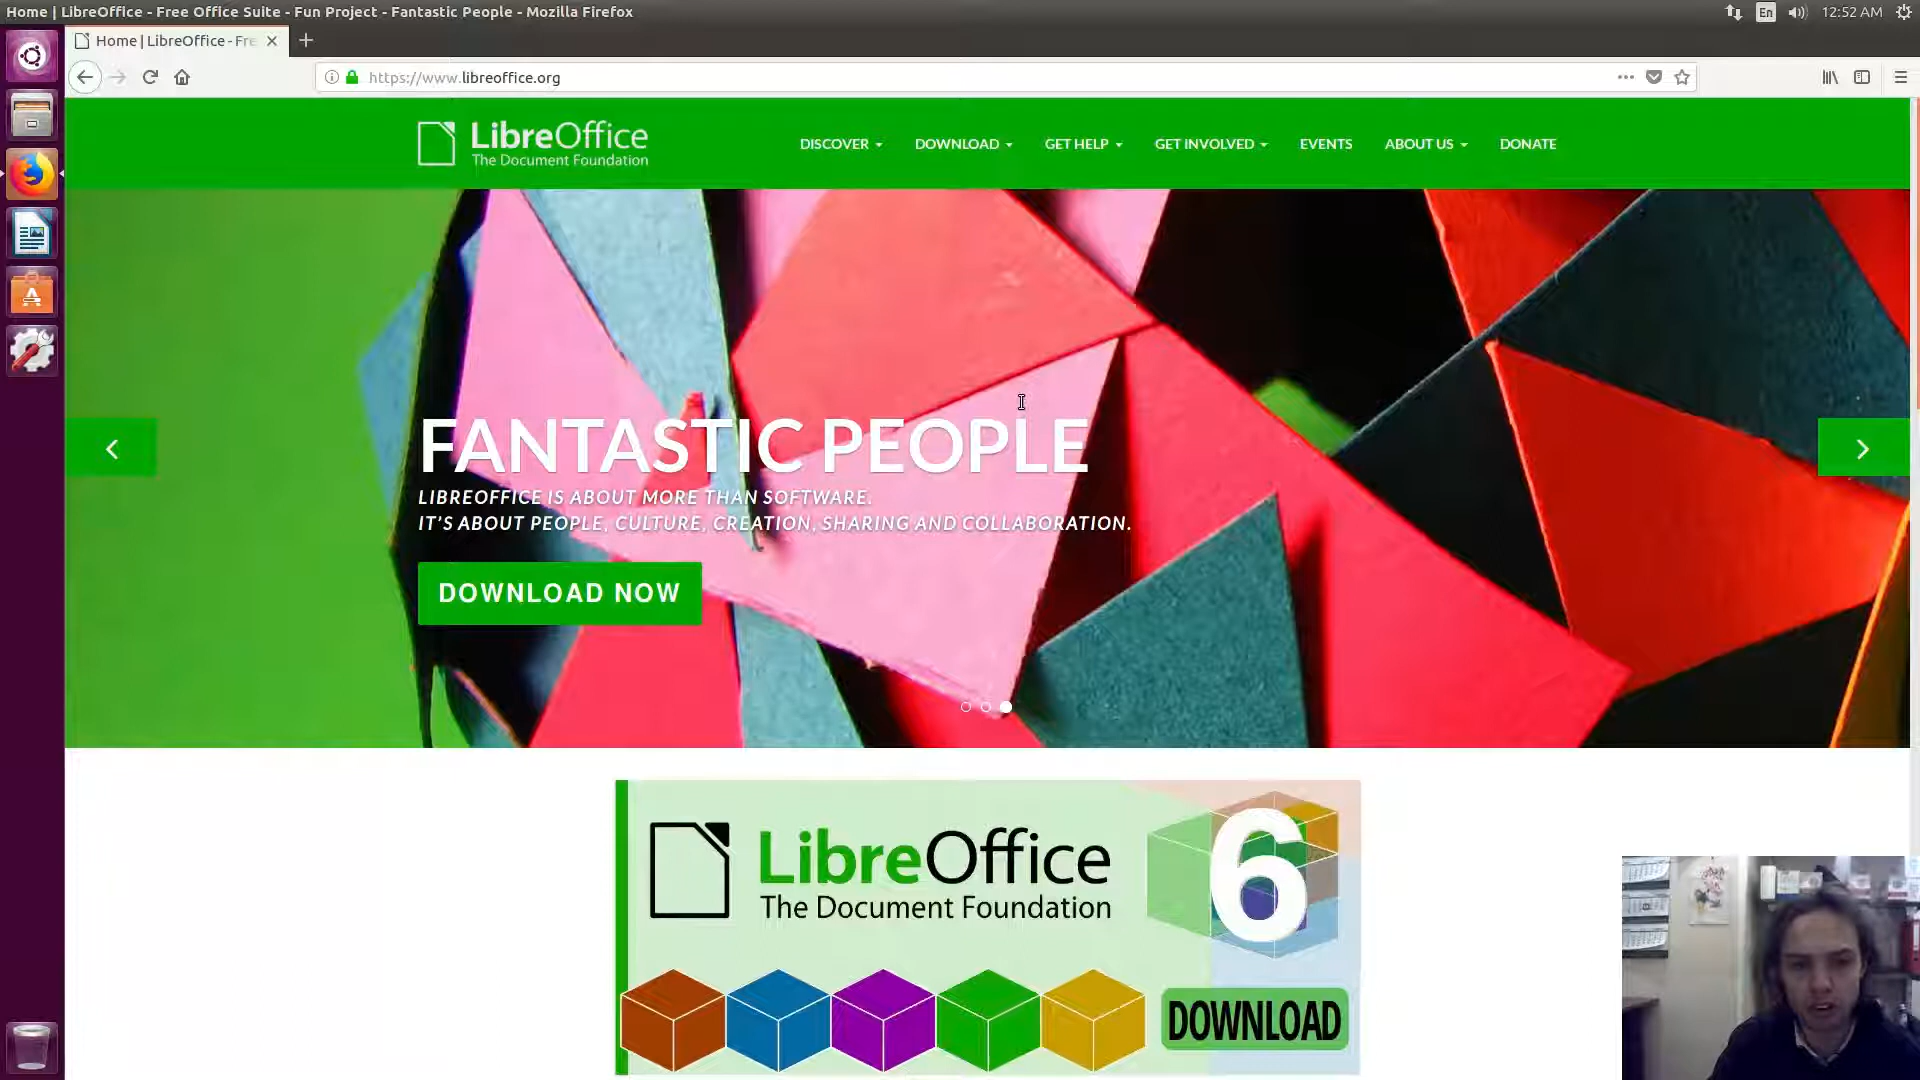 Home | LibreOffice - Free Office Suite - Fun Project - Fantastic People - Mozilla Firefox
En
12:52 AM
Home | LibreOffice - Fre
https://www.libreoffice.org
LibreOffice
The Document Foundation
DISCOVER
DOWNLOAD
GET HELP
GET INVOLVED
EVENTS
ABOUT US
DONATE
FANTASTIC PEOPLE
LIBREOFFICE IS ABOUT MORE THAN SOFTWARE.
IT'S ABOUT PEOPLE, CULTURE, CREATION, SHARING AND COLLABORATION.
DOWNLOAD NOW
LibreOffice
The Document Foundation
6
DOWNLOAD